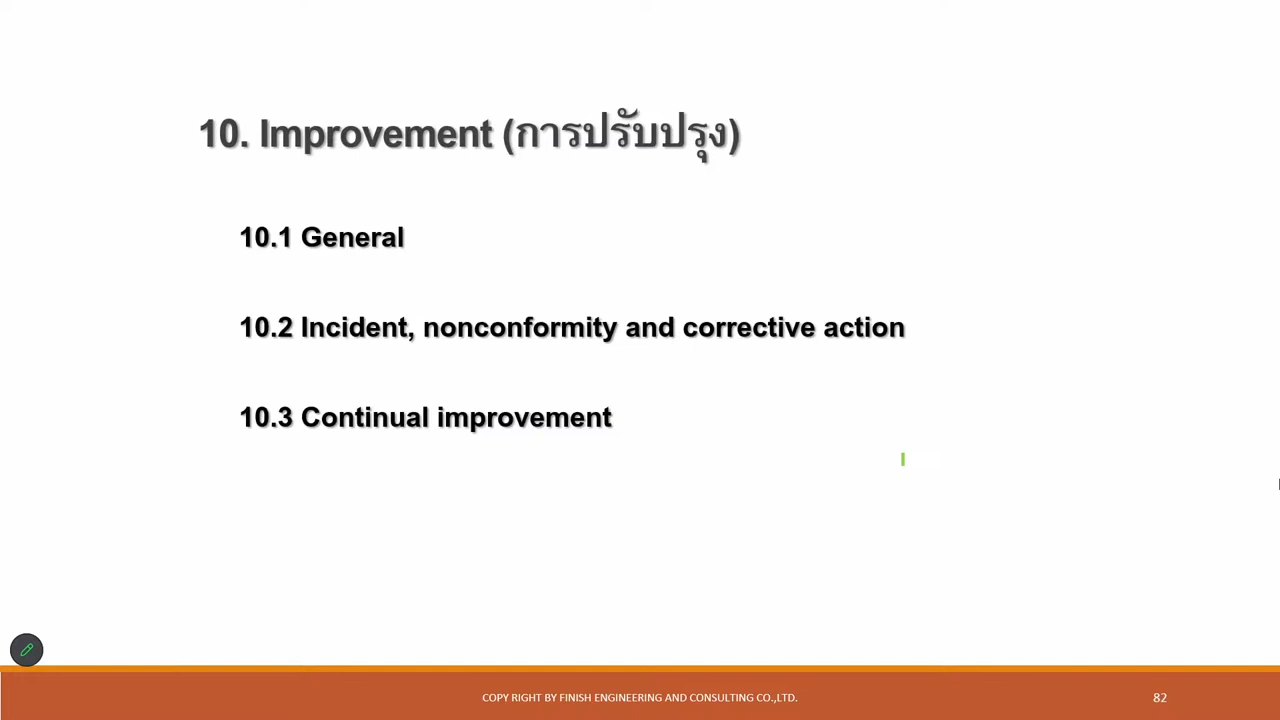 10. Improvement (การปรับปรุง)
10.1 General
10.2 Incident, nonconformity and corrective action
10.3 Continual improvement
COPY RIGHT BY FINISH ENGINEERING AND CONSULTING CO.,LTD.
82